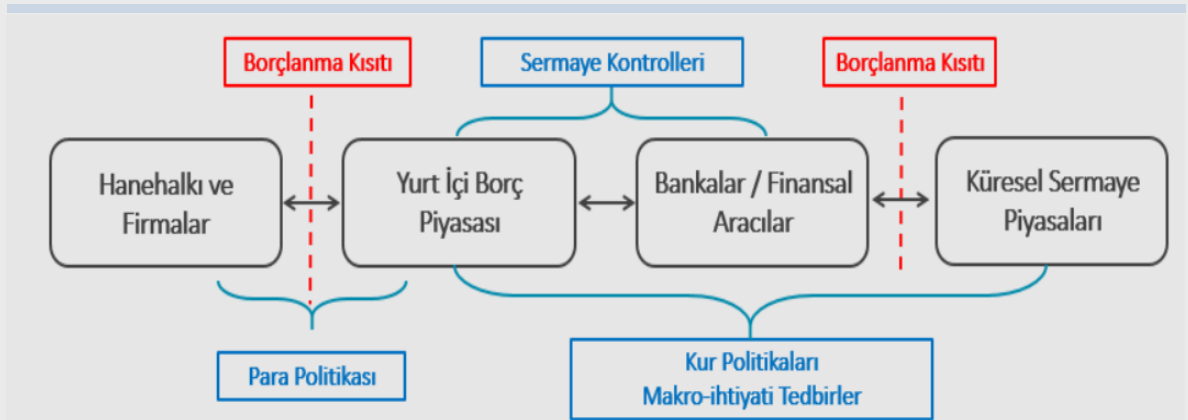 Borçlanma Kısıtı
Sermaye Kontrolleri
Borçlanma Kısıtı
Hanehalkı ve
Firmalar
Yurt İçi Borç
Piyasası
Bankalar / Finansal
Aracılar
Küresel Sermaye
Piyasaları
Para Politikası
Kur Politikaları
Makro-ihtiyati Tedbirler